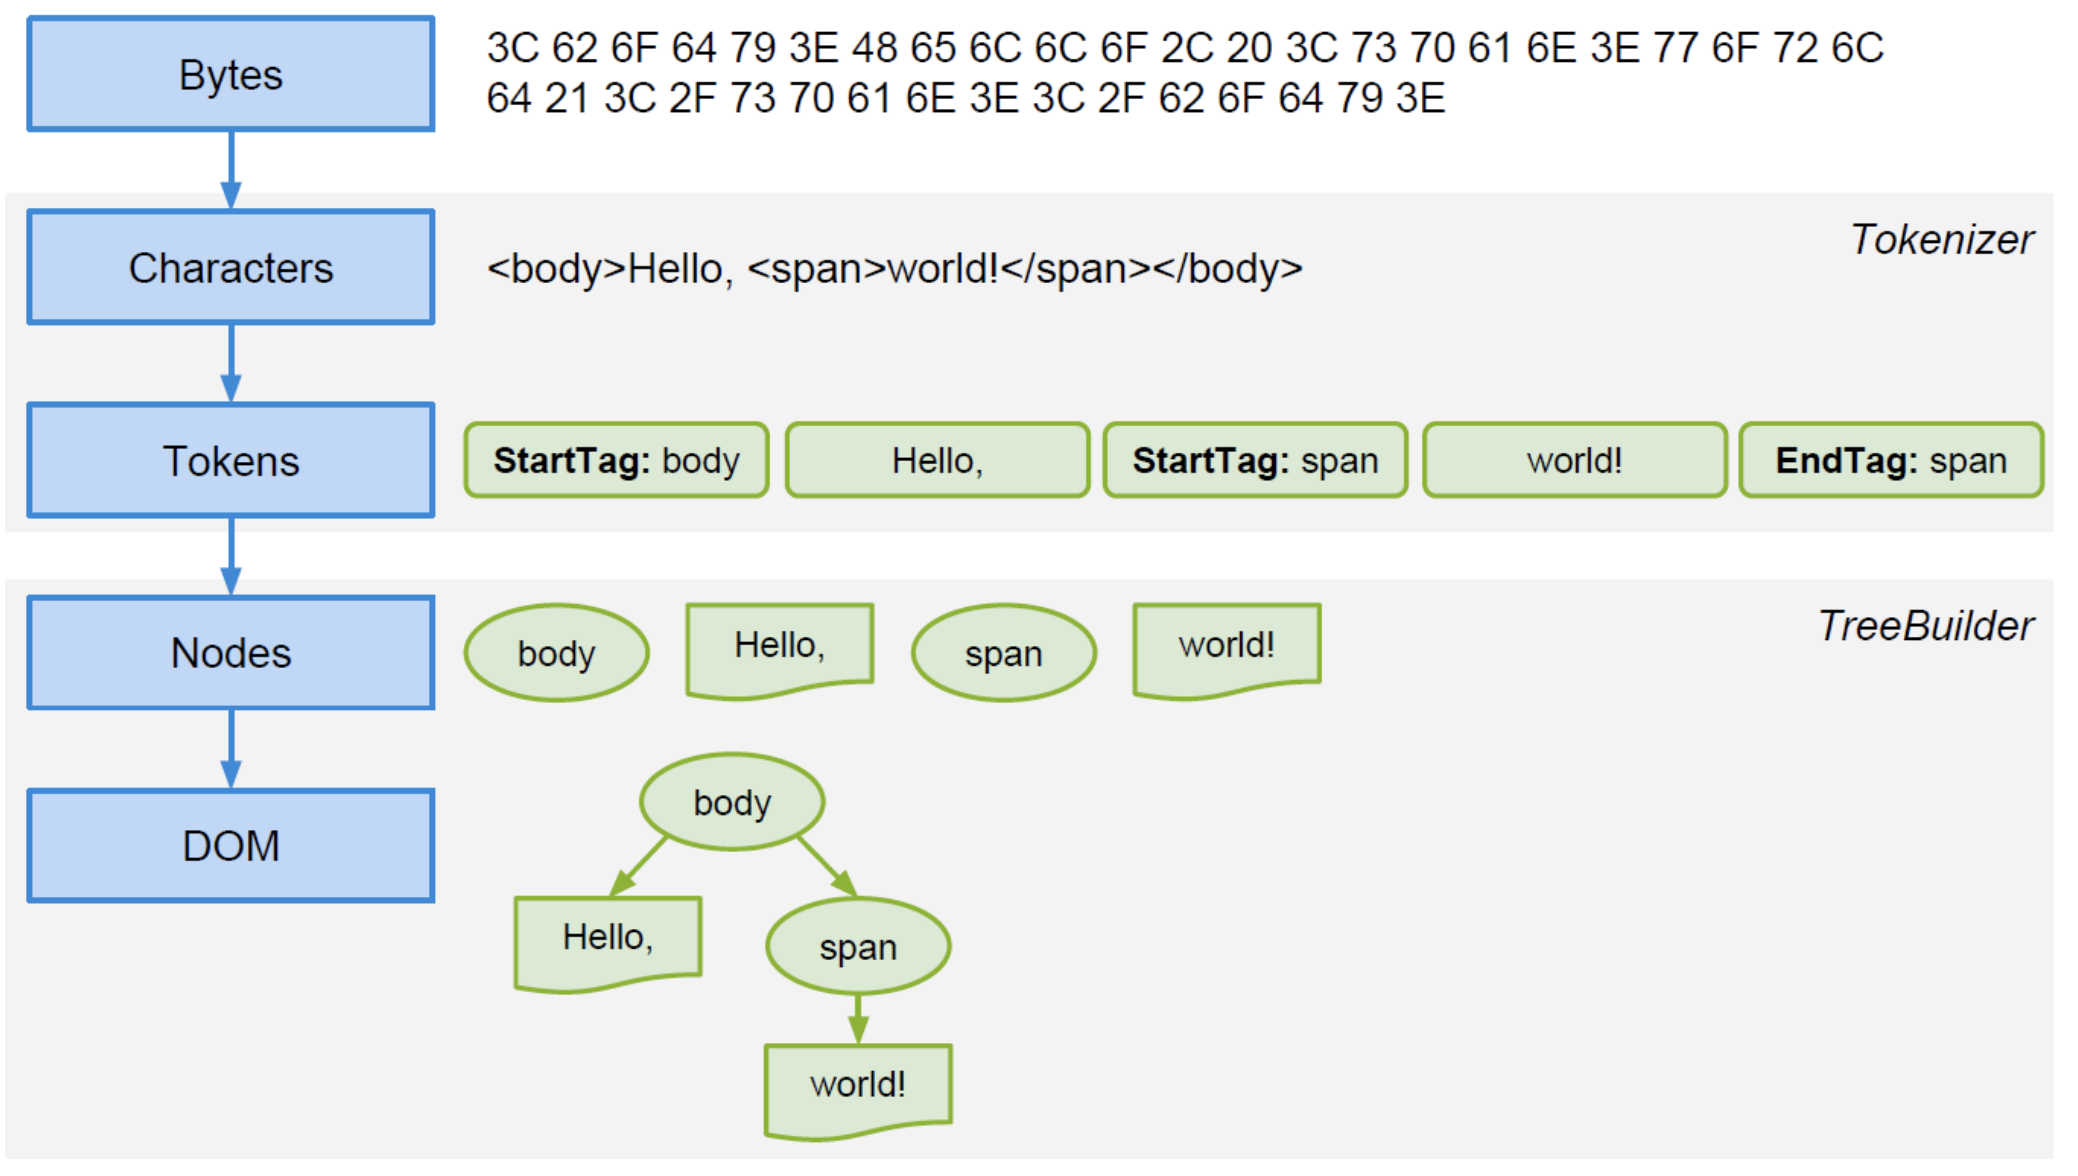 Bytes
3C 62 6F 64 79 3E 48 65 6C 6C 6F 2C 20 3C 73 70 61 6E 3E 77 6F 72 6C
64 21 3C 2F 73 70 61 6E 3E 3C 2F 62 6F 64 79 3E
Tokenizer
Characters
<body>Hello, <span>world!</span></body>
Tokens
StartTag: body
Hello,
StartTag: span
world!
EndTag: span
TreeBuilder
Nodes
body
Hello,
span
world!
DOM
body
Hello,
span
world!